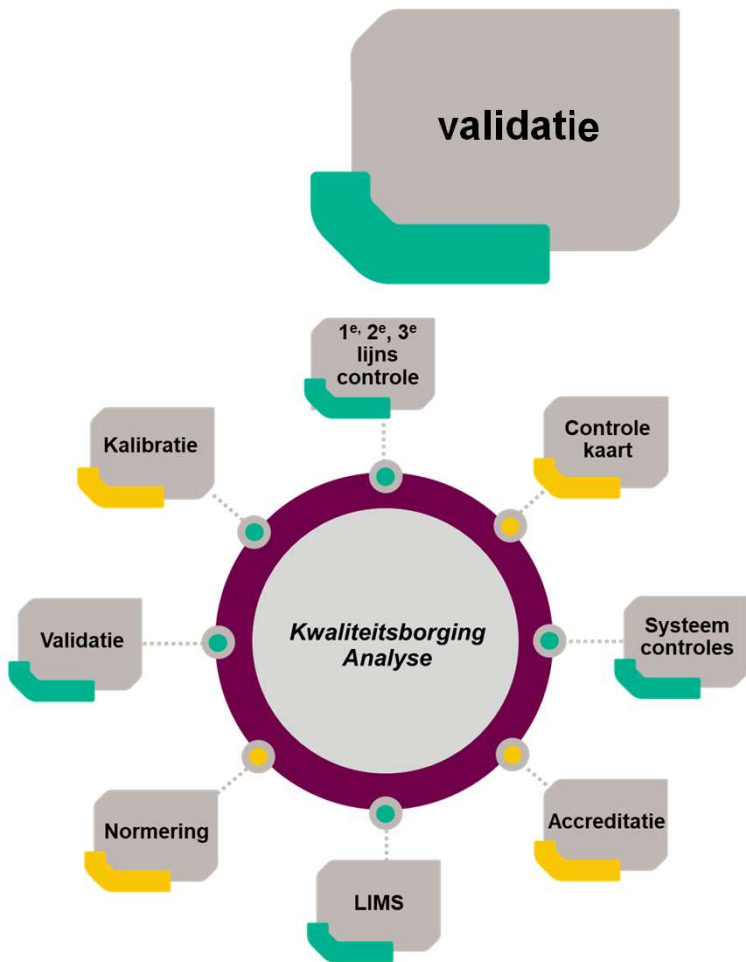 validatie
1e, 2e, 3e
lijns
controle
Kalibratie
Controle
kaart
Validatie
Kwaliteitsborging
Analyse
Systeem
controles
Normering
Accreditatie
LIMS